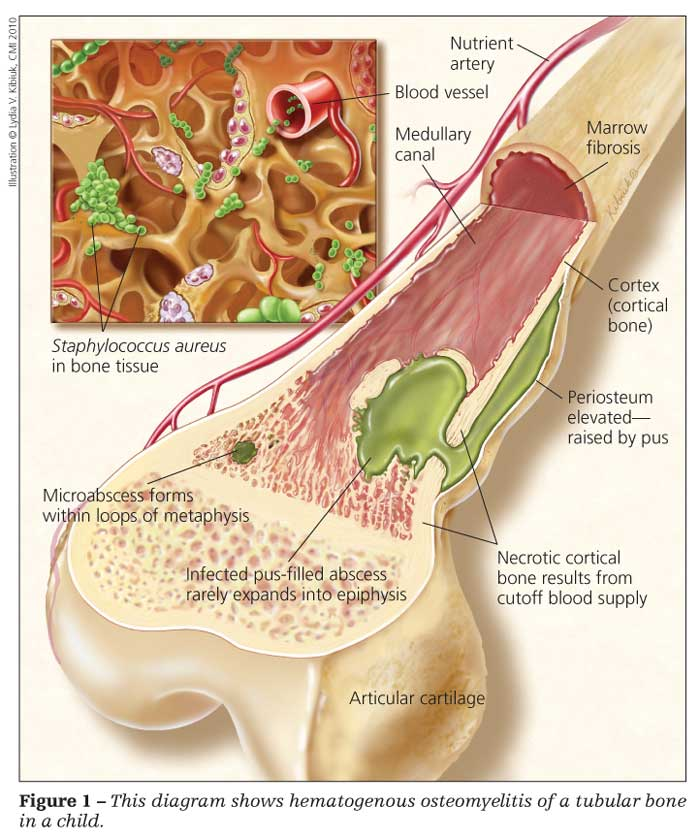 Illustration © Lydia V. Kibiuk, CMI 2010
Nutrient
artery
Blood vessel
Medullary
canal
Marrow
fibrosis
Kibiuk©
Cortex
(cortical
bone)
Staphylococcus aureus
in bone tissue
Periosteum
elevated—
raised by pus
Microabscess forms
within loops of metaphysis
Necrotic cortical
bone results from
cutoff blood supply
Infected pus-filled abscess
rarely expands into epiphysis
Articular cartilage
Figure 1 – This diagram shows hematogenous osteomyelitis of a tubular bone
in a child.